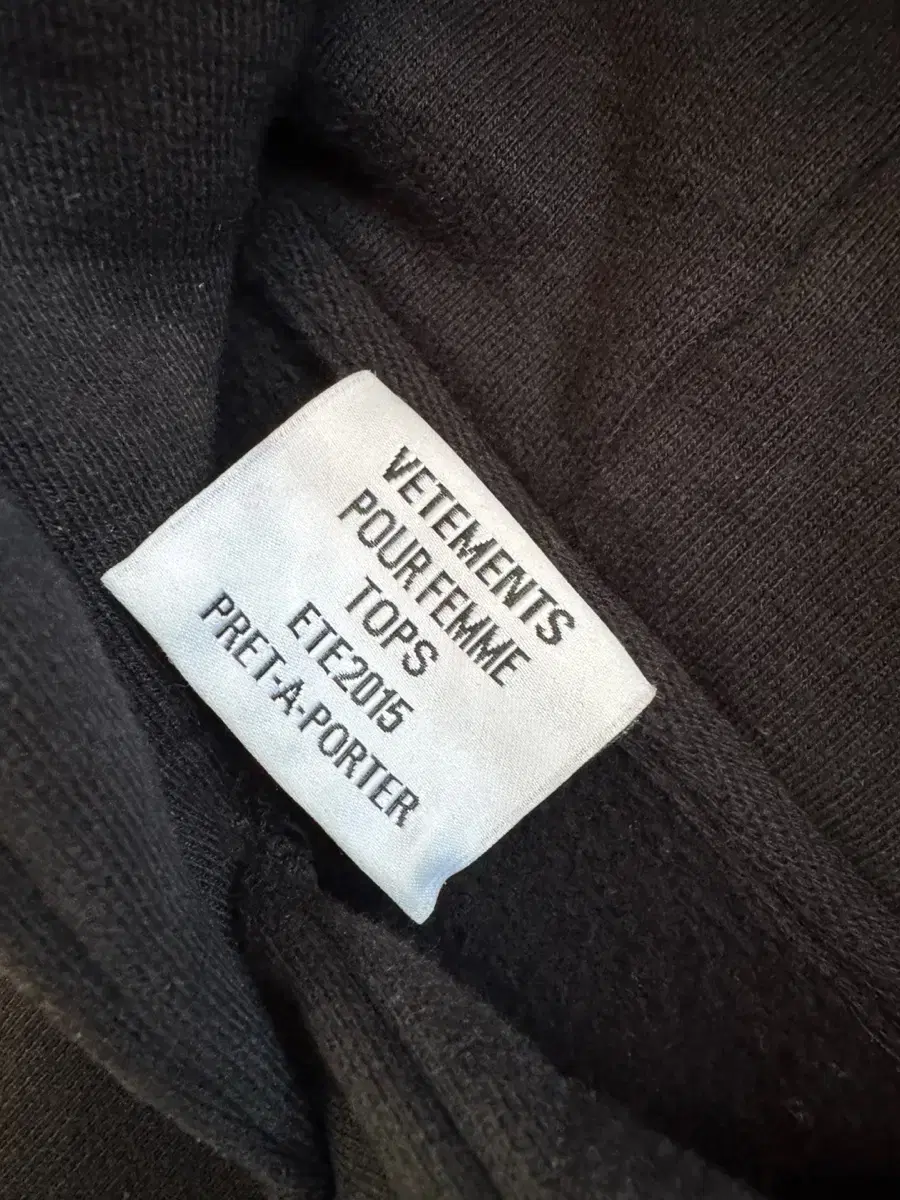 VETEMENTS
POUR FEMME
TOPS
ETE2015
PRET-A-PORTER